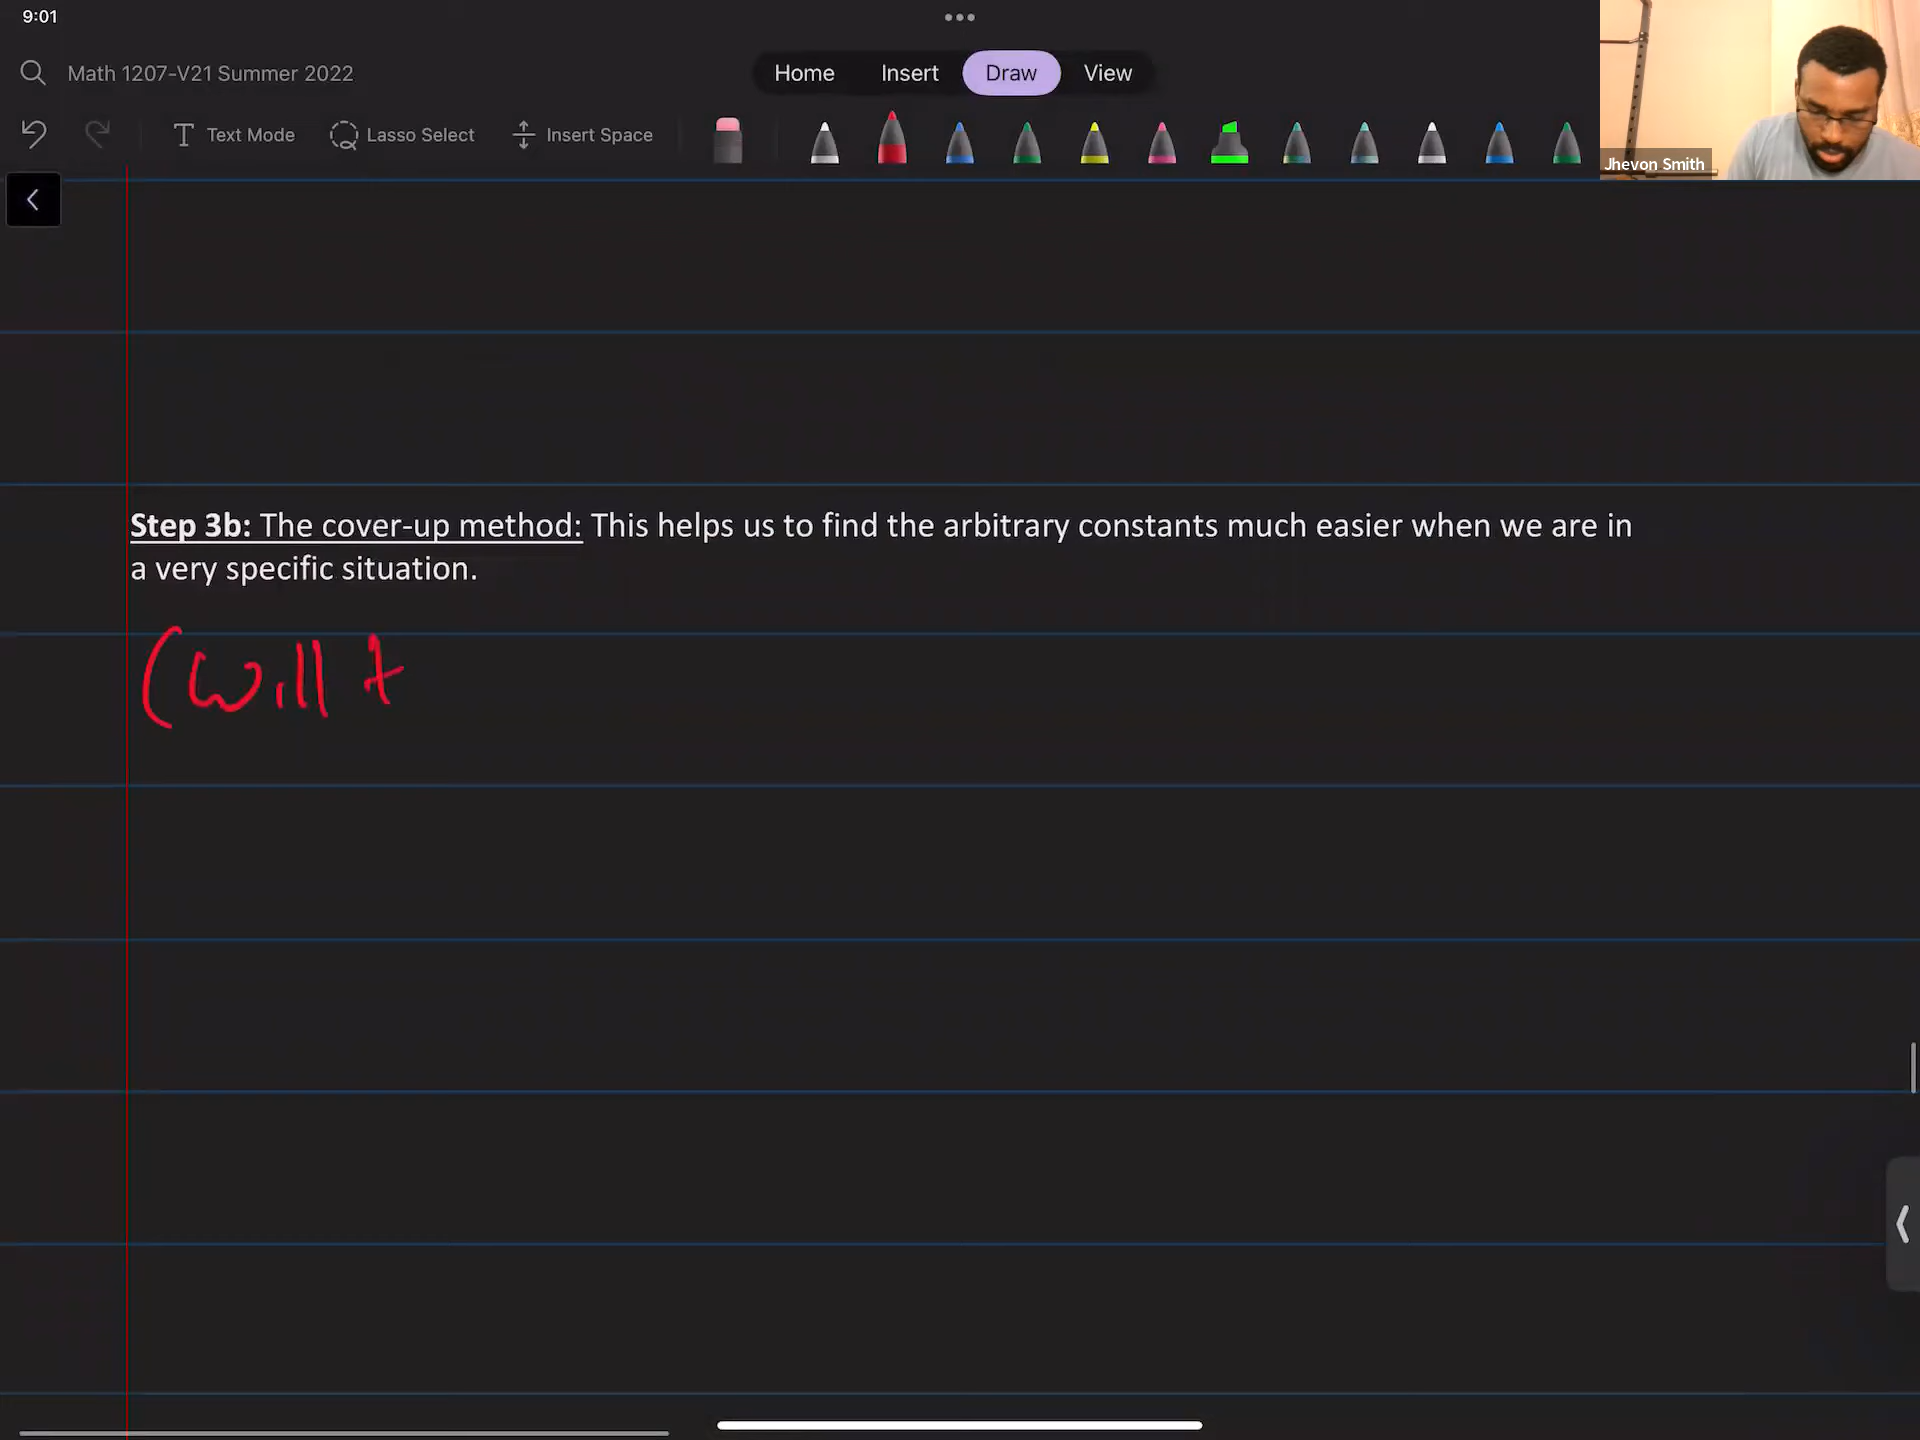 9:01
Math 1207-V21 Summer 2022
Home Insert Draw View
Text Mode Lasso Select Insert Space
Jhevon Smith
Step 3b: The cover-up method: This helps us to find the arbitrary constants much easier when we are in
a very specific situation.
(Will t